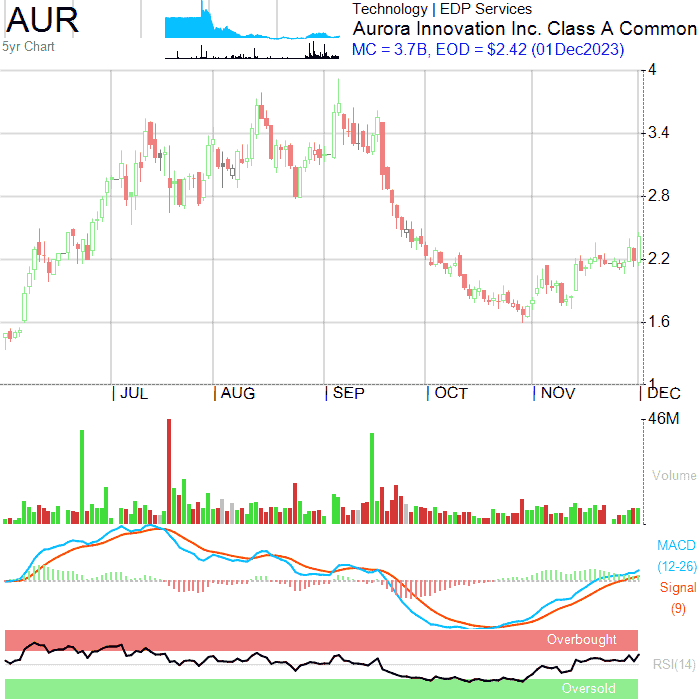 AUR
5yr Chart
Technology | EDP Services
Aurora Innovation Inc. Class A Common
MC = 3.7B, EOD = $2.42 (01Dec2023)
4
3.4
2.8
2.2
1.6
1
JUL AUG SEP OCT NOV DEC
46M
Volume
MACD
(12-26)
Signal
(9)
Overbought
RSI(14)
Oversold